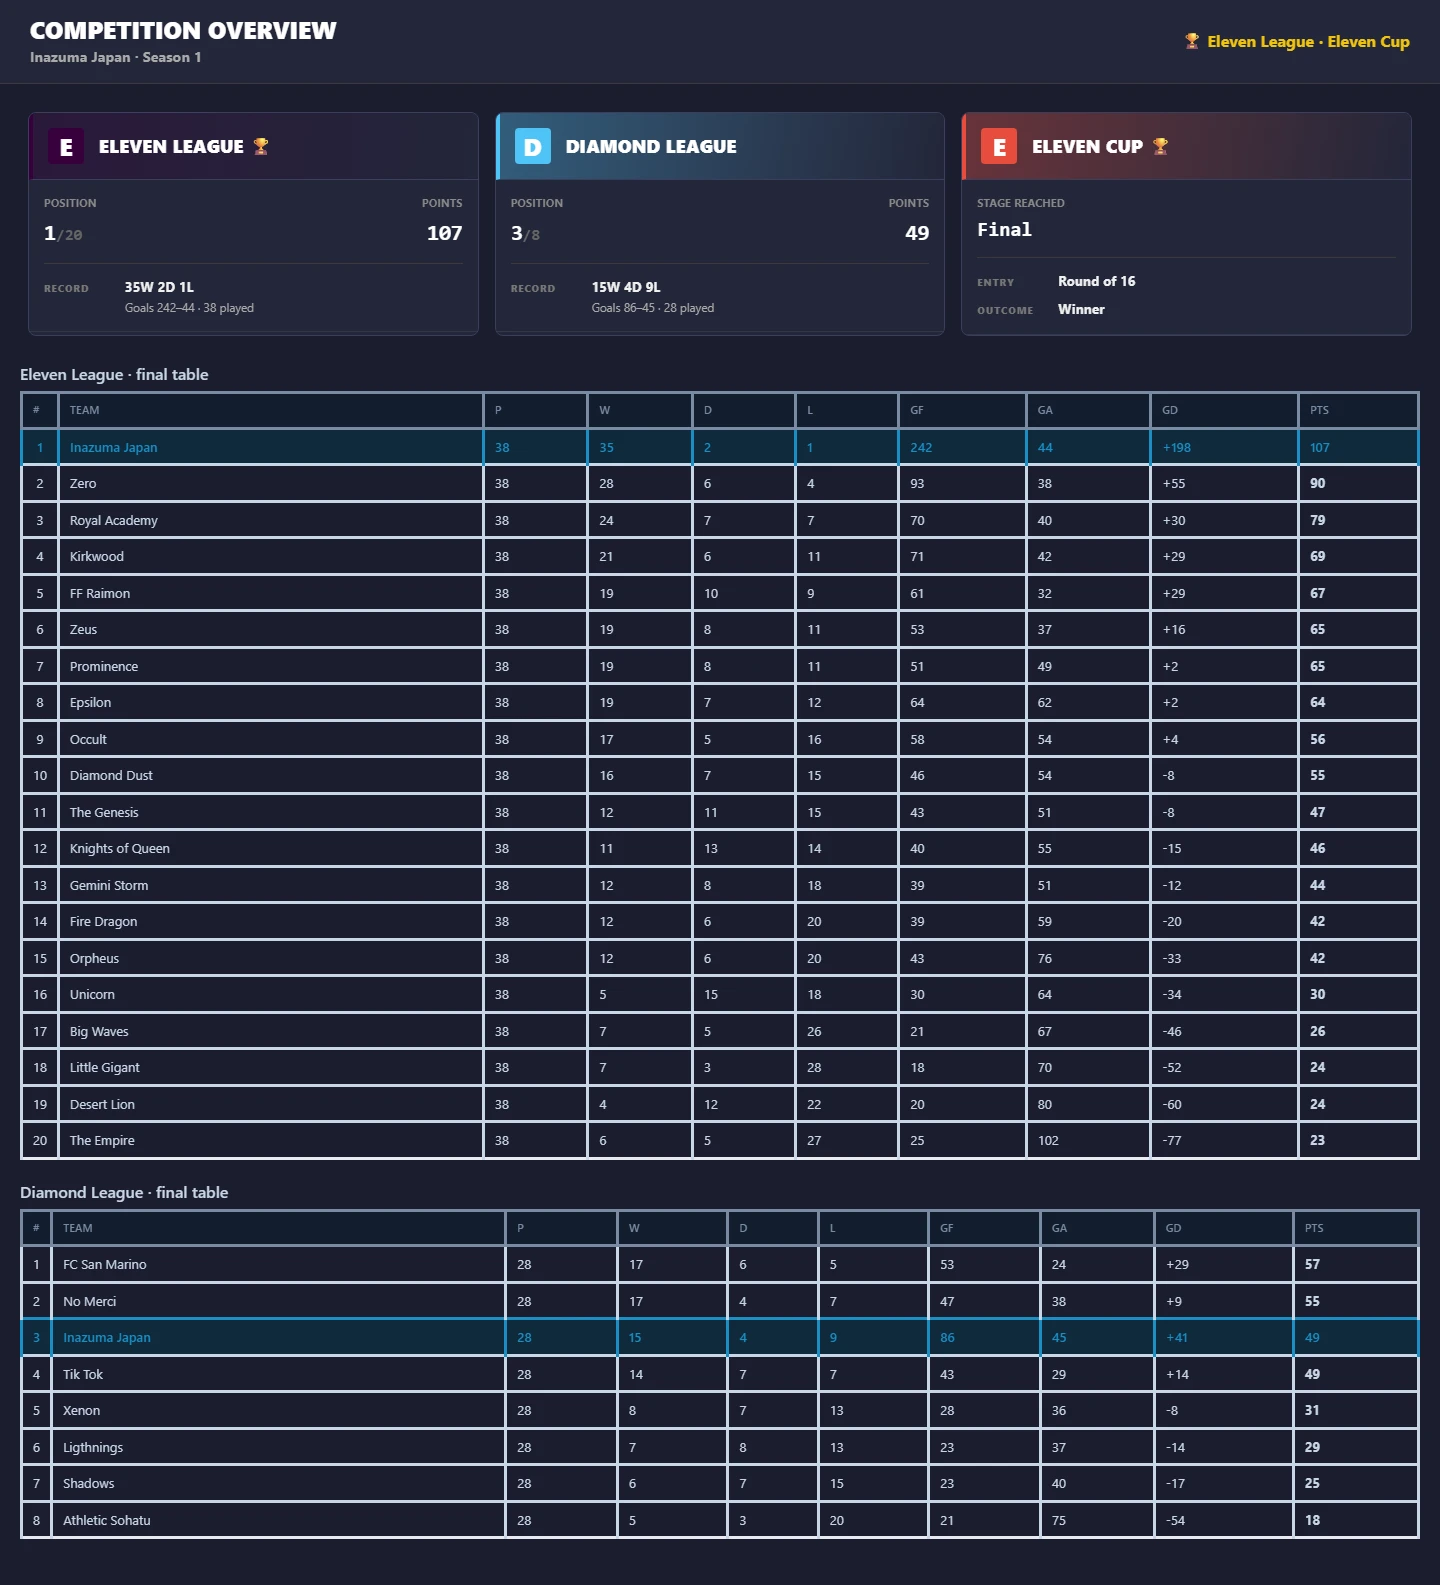 COMPETITION OVERVIEW
Inazuma Japan · Season 1
🏆 Eleven League · Eleven Cup
E ELEVEN LEAGUE 🏆
POSITION POINTS
1/20 107
RECORD 35W 2D 1L
Goals 242–44 · 38 played
D DIAMOND LEAGUE
POSITION POINTS
3/8 49
RECORD 15W 4D 9L
Goals 86–45 · 28 played
E ELEVEN CUP 🏆
STAGE REACHED
Final
ENTRY Round of 16
OUTCOME Winner
Eleven League · final table
# TEAM P W D L GF GA GD PTS
1 Inazuma Japan 38 35 2 1 242 44 +198 107
2 Zero 38 28 6 4 93 38 +55 90
3 Royal Academy 38 24 7 7 70 40 +30 79
4 Kirkwood 38 21 6 11 71 42 +29 69
5 FF Raimon 38 19 10 9 61 32 +29 67
6 Zeus 38 19 8 11 53 37 +16 65
7 Prominence 38 19 8 11 51 49 +2 65
8 Epsilon 38 19 7 12 64 62 +2 64
9 Occult 38 17 5 16 58 54 +4 56
10 Diamond Dust 38 16 7 15 46 54 -8 55
11 The Genesis 38 12 11 15 43 51 -8 47
12 Knights of Queen 38 11 13 14 40 55 -15 46
13 Gemini Storm 38 12 8 18 39 51 -12 44
14 Fire Dragon 38 12 6 20 39 59 -20 42
15 Orpheus 38 12 6 20 43 76 -33 42
16 Unicorn 38 5 15 18 30 64 -34 30
17 Big Waves 38 7 5 26 21 67 -46 26
18 Little Gigant 38 7 3 28 18 70 -52 24
19 Desert Lion 38 4 12 22 20 80 -60 24
20 The Empire 38 6 5 27 25 102 -77 23
Diamond League · final table
# TEAM P W D L GF GA GD PTS
1 FC San Marino 28 17 6 5 53 24 +29 57
2 No Merci 28 17 4 7 47 38 +9 55
3 Inazuma Japan 28 15 4 9 86 45 +41 49
4 Tik Tok 28 14 7 7 43 29 +14 49
5 Xenon 28 8 7 13 28 36 -8 31
6 Ligthnings 28 7 8 13 23 37 -14 29
7 Shadows 28 6 7 15 23 40 -17 25
8 Athletic Sohatu 28 5 3 20 21 75 -54 18